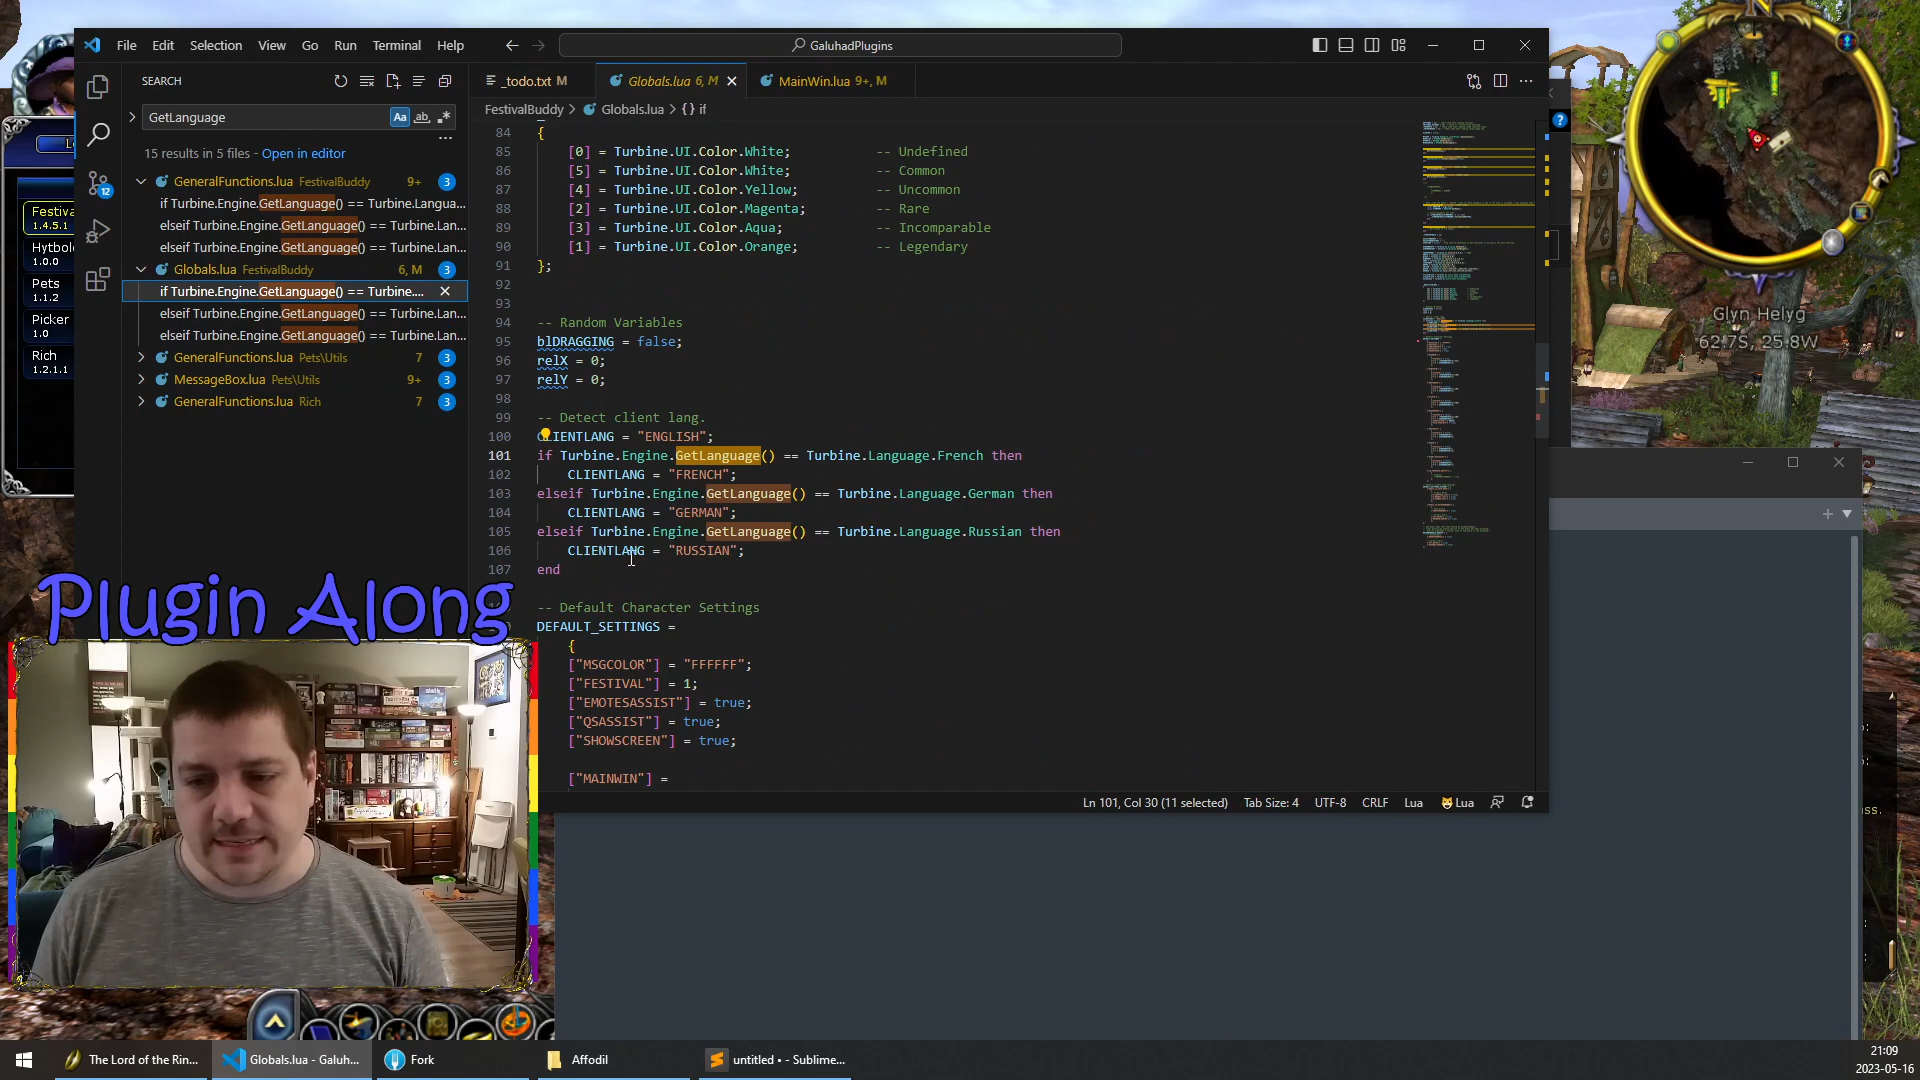 File Edit Selection View Go Run Terminal Help
GaluhadPlugins
SEARCH
GetLanguage
Aa
ab
15 results in 5 files - Open in editor
GeneralFunctions.lua FestivalBuddy 9+ 3
if Turbine.Engine.GetLanguage() == Turbine.Langua...
elseif Turbine.Engine.GetLanguage() == Turbine.Lan...
elseif Turbine.Engine.GetLanguage() == Turbine.Lan...
Globals.lua FestivalBuddy 6, M 3
if Turbine.Engine.GetLanguage() == Turbine....
elseif Turbine.Engine.GetLanguage() == Turbine.Lan...
elseif Turbine.Engine.GetLanguage() == Turbine.Lan...
GeneralFunctions.lua Pets\Utils 7 3
MessageBox.lua Pets\Utils 9+ 3
GeneralFunctions.lua Rich 7 3
12
Festiva
1.4.5.1
Hytbold
1.0.0
Pets
1.1.2
Picker
1.0
Rich
1.2.1.1
_todo.txt M
Globals.lua 6, M
MainWin.lua 9+, M
FestivalBuddy > Globals.lua > {} if
84 {
85 [0] = Turbine.UI.Color.White; -- Undefined
86 [5] = Turbine.UI.Color.White; -- Common
87 [4] = Turbine.UI.Color.Yellow; -- Uncommon
88 [2] = Turbine.UI.Color.Magenta; -- Rare
89 [3] = Turbine.UI.Color.Aqua; -- Incomparable
90 [1] = Turbine.UI.Color.Orange; -- Legendary
91 };
92
93
94 -- Random Variables
95 blDRAGGING = false;
96 relX = 0;
97 relY = 0;
98
99 -- Detect client lang.
100 CLIENTLANG = "ENGLISH";
101 if Turbine.Engine.GetLanguage() == Turbine.Language.French then
102 CLIENTLANG = "FRENCH";
103 elseif Turbine.Engine.GetLanguage() == Turbine.Language.German then
104 CLIENTLANG = "GERMAN";
105 elseif Turbine.Engine.GetLanguage() == Turbine.Language.Russian then
106 CLIENTLANG = "RUSSIAN";
107 end
-- Default Character Settings
DEFAULT_SETTINGS =
{
["MSGCOLOR"] = "FFFFFF";
["FESTIVAL"] = 1;
["EMOTESASSIST"] = true;
["QSASSIST"] = true;
["SHOWSCREEN"] = true;
["MAINWIN"] =
Ln 101, Col 30 (11 selected) Tab Size: 4 UTF-8 CRLF Lua Lua
Plugin Along
N
Glyn Helyg
62.7S, 25.8W
ss.
The Lord of the Rin...
Globals.lua - Galuh...
Fork
Affodil
untitled • - Sublime...
21:09
2023-05-16